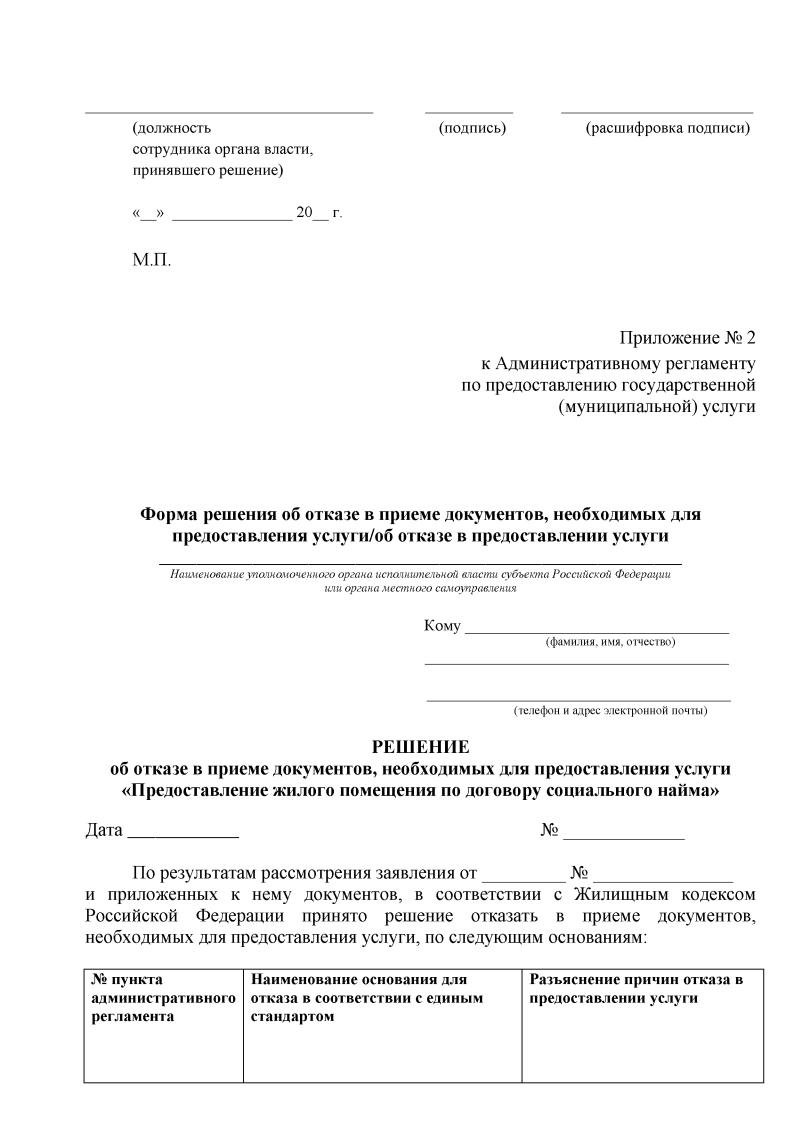 (должность (подпись) (расшифровка подписи)
сотрудника органа власти,
принявшего решение)
«__» ________________ 20__ г.
М.П.
Приложение № 2
к Административному регламенту
по предоставлению государственной
(муниципальной) услуги
Форма решения об отказе в приеме документов, необходимых для
предоставления услуги/об отказе в предоставлении услуги
Наименование уполномоченного органа исполнительной власти субъекта Российской Федерации
или органа местного самоуправления
Кому ____________________________
(фамилия, имя, отчество)
(телефон и адрес электронной почты)
РЕШЕНИЕ
об отказе в приеме документов, необходимых для предоставления услуги
«Предоставление жилого помещения по договору социального найма»
Дата ____________ № _____________
По результатам рассмотрения заявления от _________ № _______________
и приложенных к нему документов, в соответствии с Жилищным кодексом
Российской Федерации принято решение отказать в приеме документов,
необходимых для предоставления услуги, по следующим основаниям:
№ пункта
административного
регламента
Наименование основания для
отказа в соответствии с единым
стандартом
Разъяснение причин отказа в
предоставлении услуги